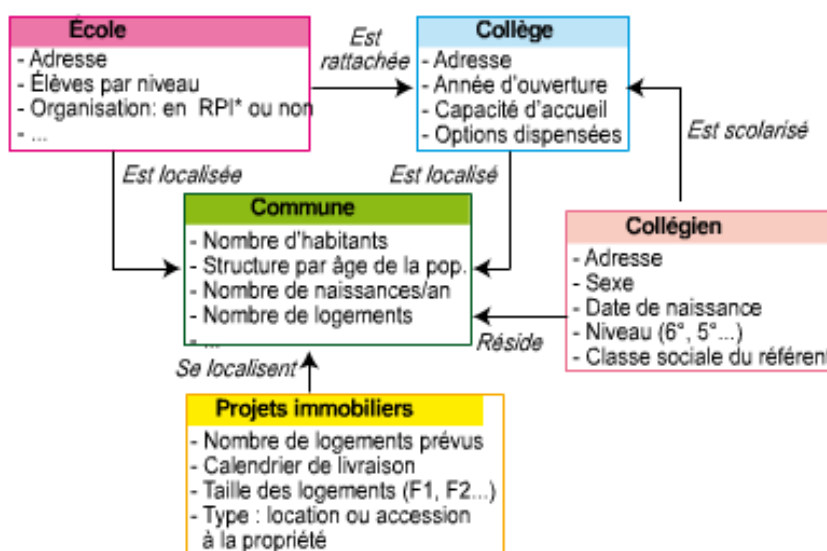 École
- Adresse
- Élèves par niveau
- Organisation: en RPI* ou non
- ...
Est
rattachée
Collège
- Adresse
- Année d'ouverture
- Capacité d'accueil
- Options dispensées
Est scolarisé
Est localisée
Est localisé
Commune
- Nombre d'habitants
- Structure par âge de la pop.
- Nombre de naissances/an
- Nombre de logements
- ...
Collégien
- Adresse
- Sexe
- Date de naissance
- Niveau (6°, 5°...)
- Classe sociale du référent
Réside
Se localisent
Projets immobiliers
- Nombre de logements prévus
- Calendrier de livraison
- Taille des logements (F1, F2...)
- Type : location ou accession
à la propriété